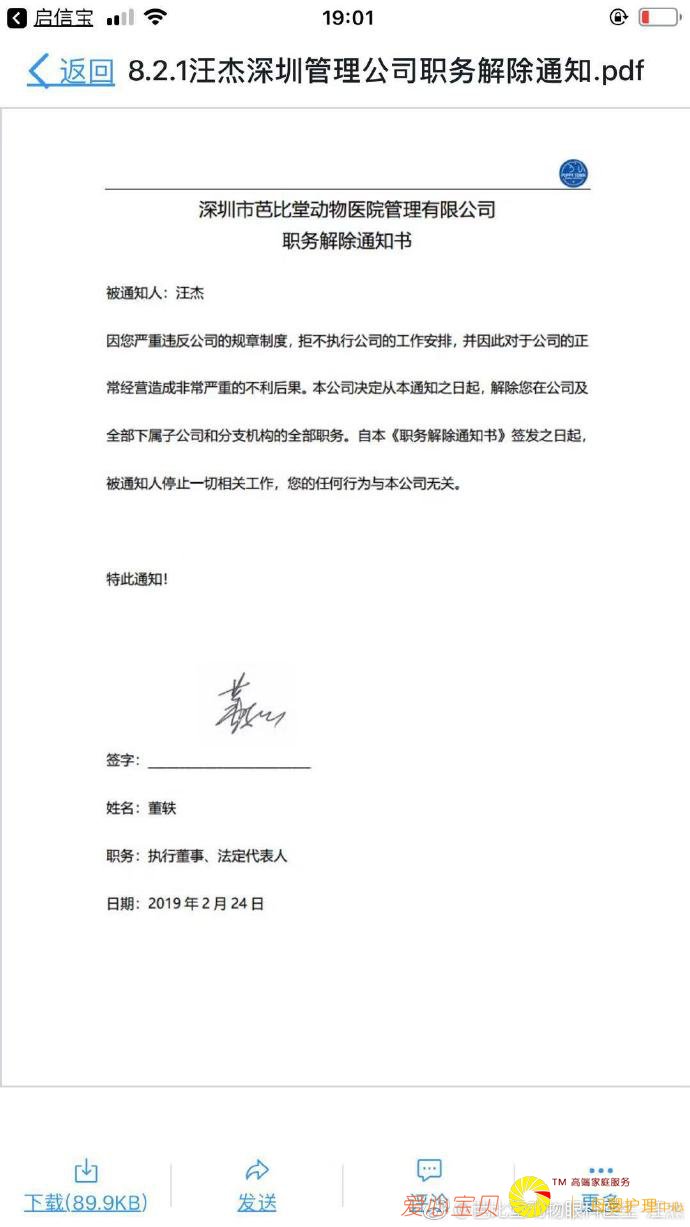 启信宝
19:01
返回
8.2.1汪杰深圳管理公司职务解除通知.pdf
PUPPY TOWN
深圳市芭比堂动物医院管理有限公司
职务解除通知书
被通知人：汪杰
因您严重违反公司的规章制度，拒不执行公司的工作安排，并因此对于公司的正
常经营造成非常严重的不利后果。本公司决定从本通知之日起，解除您在公司及
全部下属子公司和分支机构的全部职务。自本《职务解除通知书》签发之日起，
被通知人停止一切相关工作，您的任何行为与本公司无关。
特此通知！
签字：
姓名：董轶
职务：执行董事、法定代表人
日期：2019 年 2 月 24 日
下载(89.9KB)
发送
评论
更多
爱的宝贝
TM 高端家庭服务
母婴护理中心